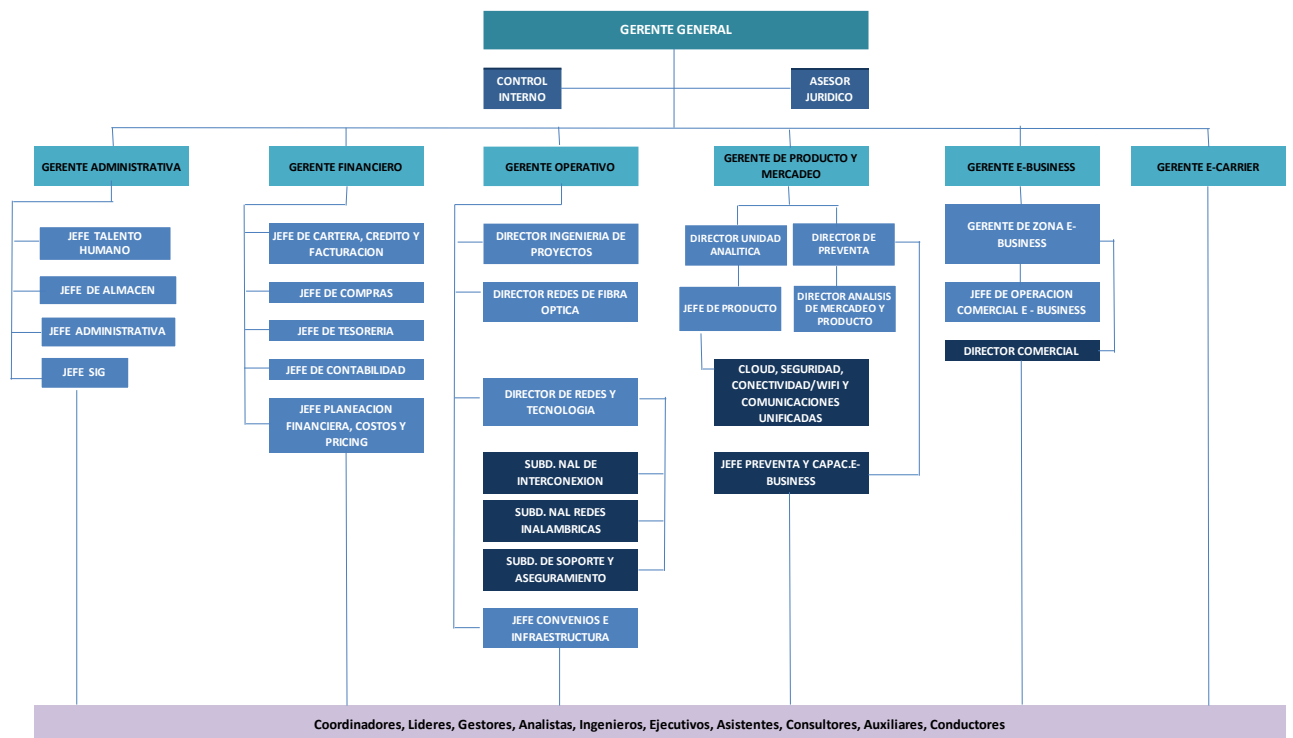 GERENTE GENERAL
CONTROL
INTERNO
ASESOR
JURIDICO
GERENTE ADMINISTRATIVA
GERENTE FINANCIERO
GERENTE OPERATIVO
GERENTE DE PRODUCTO Y
MERCADEO
GERENTE E-BUSINESS
GERENTE E-CARRIER
JEFE TALENTO
HUMANO
JEFE DE ALMACEN
JEFE ADMINISTRATIVA
JEFE SIG
JEFE DE CARTERA, CREDITO Y
FACTURACION
JEFE DE COMPRAS
JEFE DE TESORERIA
JEFE DE CONTABILIDAD
JEFE PLANEACION
FINANCIERA, COSTOS Y
PRICING
DIRECTOR INGENIERIA DE
PROYECTOS
DIRECTOR REDES DE FIBRA
OPTICA
DIRECTOR DE REDES Y
TECNOLOGIA
SUBD. NAL DE
INTERCONEXION
SUBD. NAL REDES
INALAMBRICAS
SUBD. DE SOPORTE Y
ASEGURAMIENTO
JEFE CONVENIOS E
INFRAESTRUCTURA
DIRECTOR UNIDAD
ANALITICA
DIRECTOR DE
PREVENTA
JEFE DE PRODUCTO
DIRECTOR ANALISIS
DE MERCADEO Y
PRODUCTO
CLOUD, SEGURIDAD,
CONECTIVIDAD/WIFI Y
COMUNICACIONES
UNIFICADAS
JEFE PREVENTA Y CAPAC.E-
BUSINESS
GERENTE DE ZONA E-
BUSINESS
JEFE DE OPERACION
COMERCIAL E - BUSINESS
DIRECTOR COMERCIAL
Coordinadores, Lideres, Gestores, Analistas, Ingenieros, Ejecutivos, Asistentes, Consultores, Auxiliares, Conductores